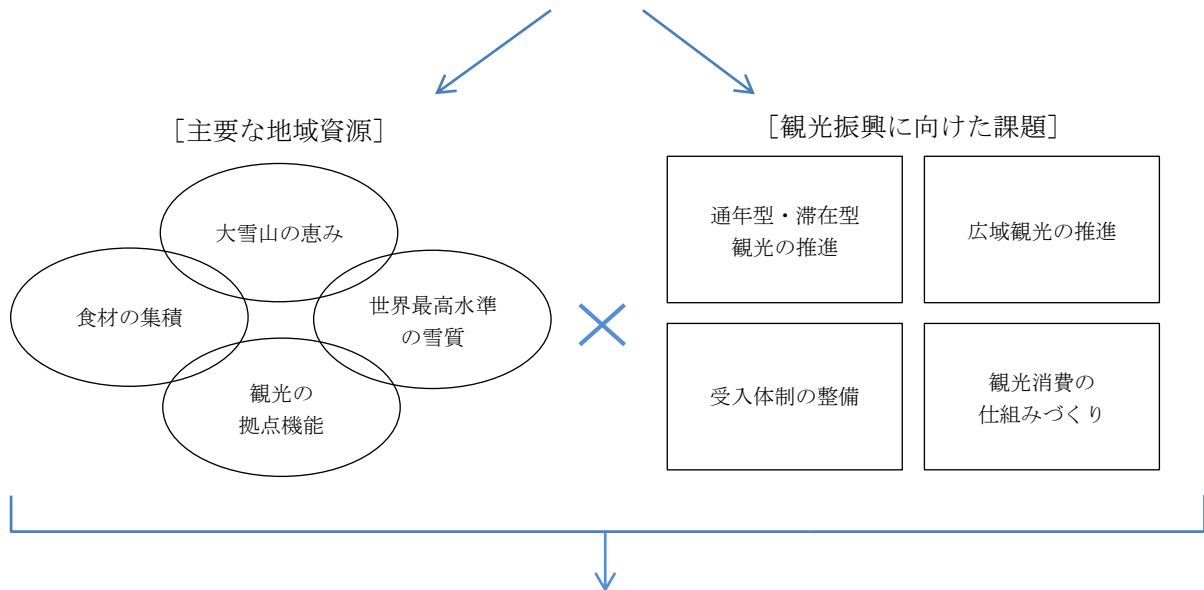 ［主要な地域資源］
大雪山の恵み
食材の集積
世界最高水準
の雪質
観光の
拠点機能
［観光振興に向けた課題］
通年型・滞在型
観光の推進
広域観光の推進
受入体制の整備
観光消費の
仕組みづくり